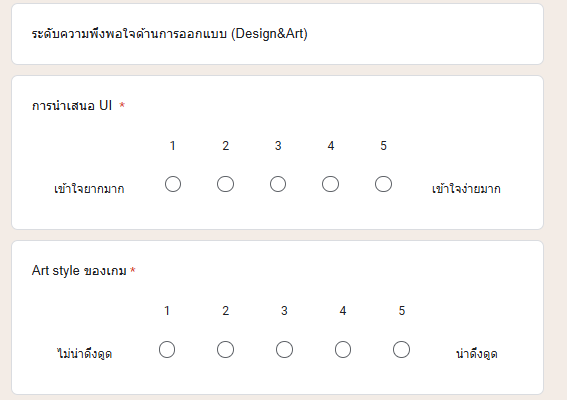 ระดับความพึงพอใจด้านการออกแบบ (Design&Art)
การนำเสนอ UI *
1 2 3 4 5
เข้าใจยากมาก เข้าใจง่ายมาก
Art style ของเกม *
1 2 3 4 5
ไม่น่าดึงดูด น่าดึงดูด